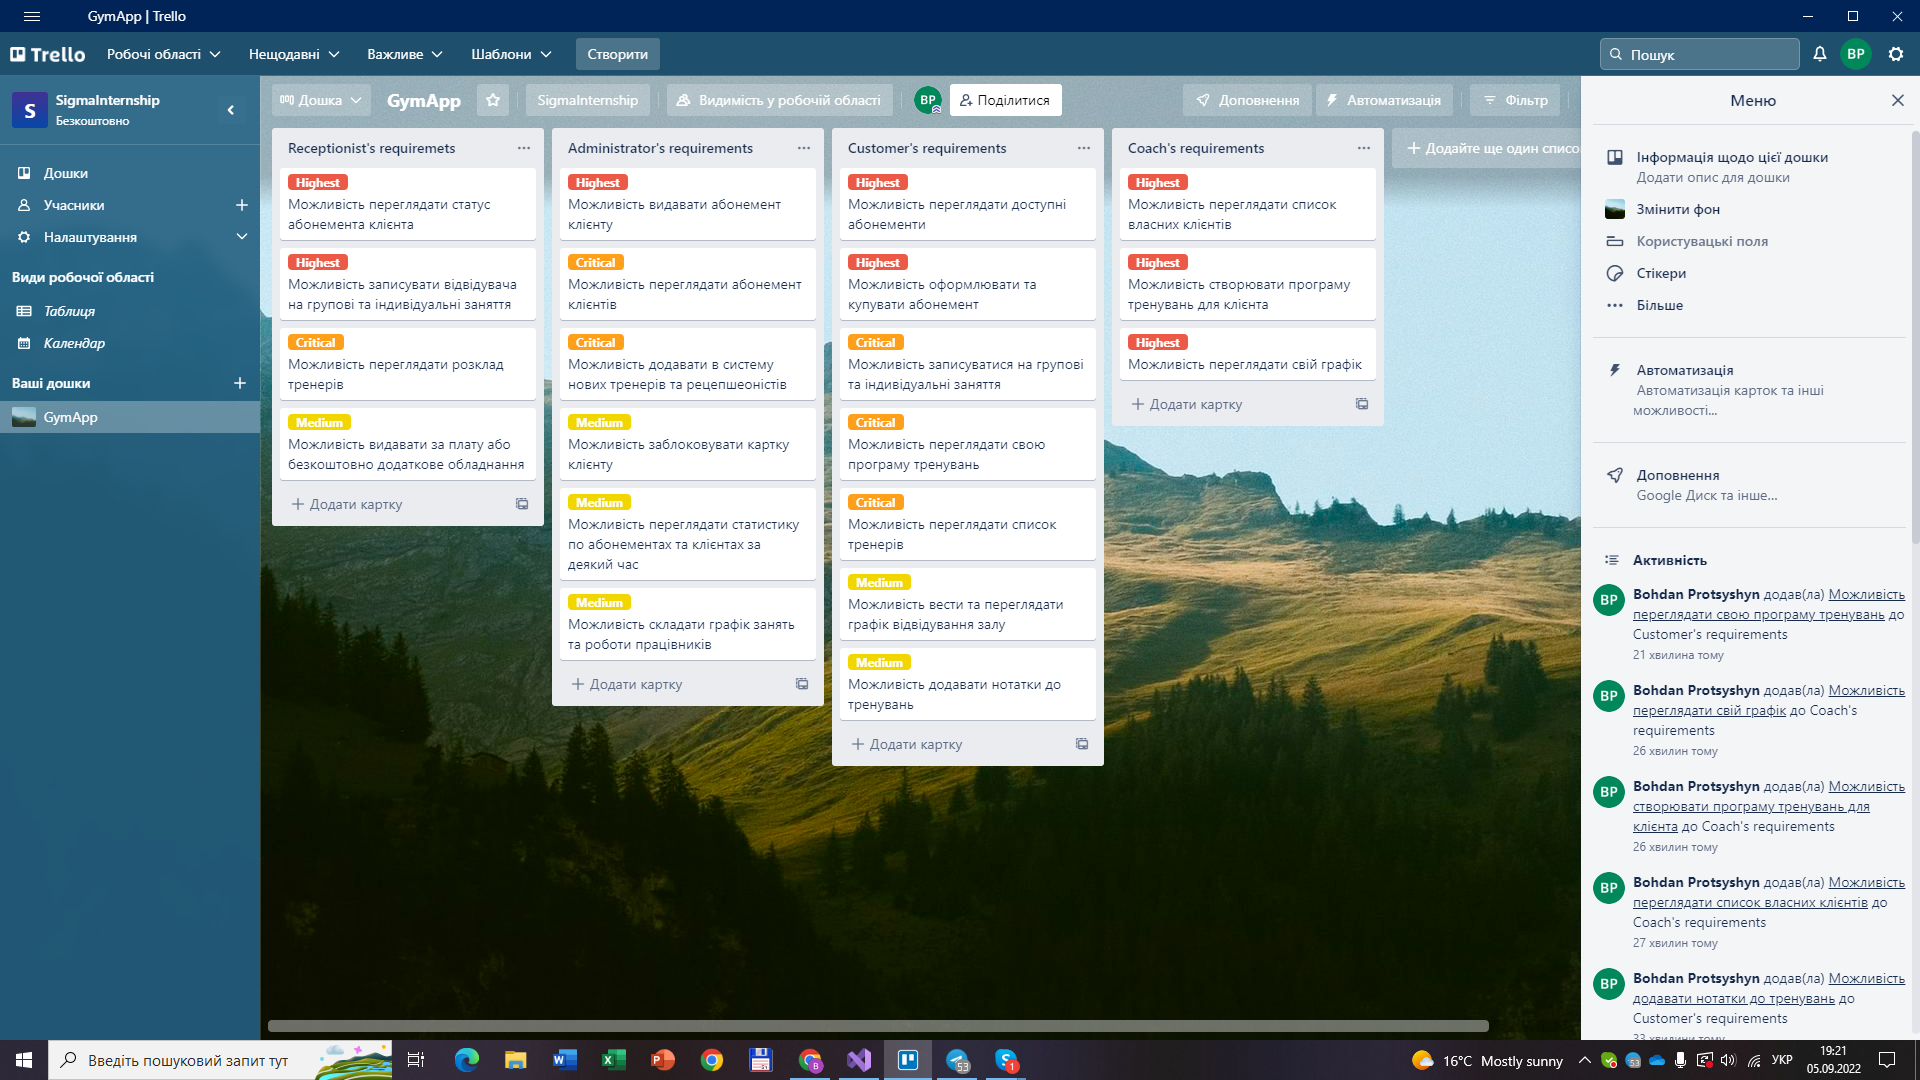 GymApp | Trello
Trello
Робочі області
Нещодавні
Важливе
Шаблони
Створити
Пошук
BP
S
SigmaInternship
Безкоштовно
Дошки
Учасники
Налаштування
Види робочої області
Таблиця
Календар
Ваші дошки
GymApp
Дошка
GymApp
SigmaInternship
Видимість у робочій області
BP
Поділитися
Доповнення
Автоматизація
Фільтр
Receptionist's requiremets
Highest
Можливість переглядати статус
абонемента клієнта
Highest
Можливість записувати відвідувача
на групові та індивідуальні заняття
Critical
Можливість переглядати розклад
тренерів
Medium
Можливість видавати за плату або
безкоштовно додаткове обладнання
Додати картку
Administrator's requirements
Highest
Можливість видавати абонемент
клієнту
Critical
Можливість переглядати абонемент
клієнтів
Critical
Можливість додавати в систему
нових тренерів та рецепшеоністів
Medium
Можливість заблоковувати картку
клієнту
Medium
Можливість переглядати статистику
по абонементах та клієнтах за
деякий час
Medium
Можливість складати графік занять
та роботи працівників
Додати картку
Customer's requirements
Highest
Можливість переглядати доступні
абонементи
Highest
Можливість оформлювати та
купувати абонемент
Critical
Можливість записуватися на групові
та індивідуальні заняття
Critical
Можливість переглядати свою
програму тренувань
Critical
Можливість переглядати список
тренерів
Medium
Можливість вести та переглядати
графік відвідування залу
Medium
Можливість додавати нотатки до
тренувань
Додати картку
Coach's requirements
Highest
Можливість переглядати список
власних клієнтів
Highest
Можливість створювати програму
тренувань для клієнта
Highest
Можливість переглядати свій графік
Додати картку
Додайте ще один списо
Меню
Інформація щодо цієї дошки
Додати опис для дошки
Змінити фон
Користувацькі поля
Стікери
Більше
Автоматизація
Автоматизація карток та інші
можливості...
Доповнення
Google Диск та інше...
Активність
BP
Bohdan Protsyshyn додав(ла) Можливість
переглядати свою програму тренувань до
Customer's requirements
21 хвилина тому
BP
Bohdan Protsyshyn додав(ла) Можливість
переглядати свій графік до Coach's
requirements
26 хвилин тому
BP
Bohdan Protsyshyn додав(ла) Можливість
створювати програму тренувань для
клієнта до Coach's requirements
26 хвилин тому
BP
Bohdan Protsyshyn додав(ла) Можливість
переглядати список власних клієнтів до
Coach's requirements
27 хвилин тому
BP
Bohdan Protsyshyn додав(ла) Можливість
додавати нотатки до тренувань до
Customer's requirements
33 хвилини тому
Введіть пошуковий запит тут
53
1
16°C Mostly sunny
53
УКР
19:21
05.09.2022